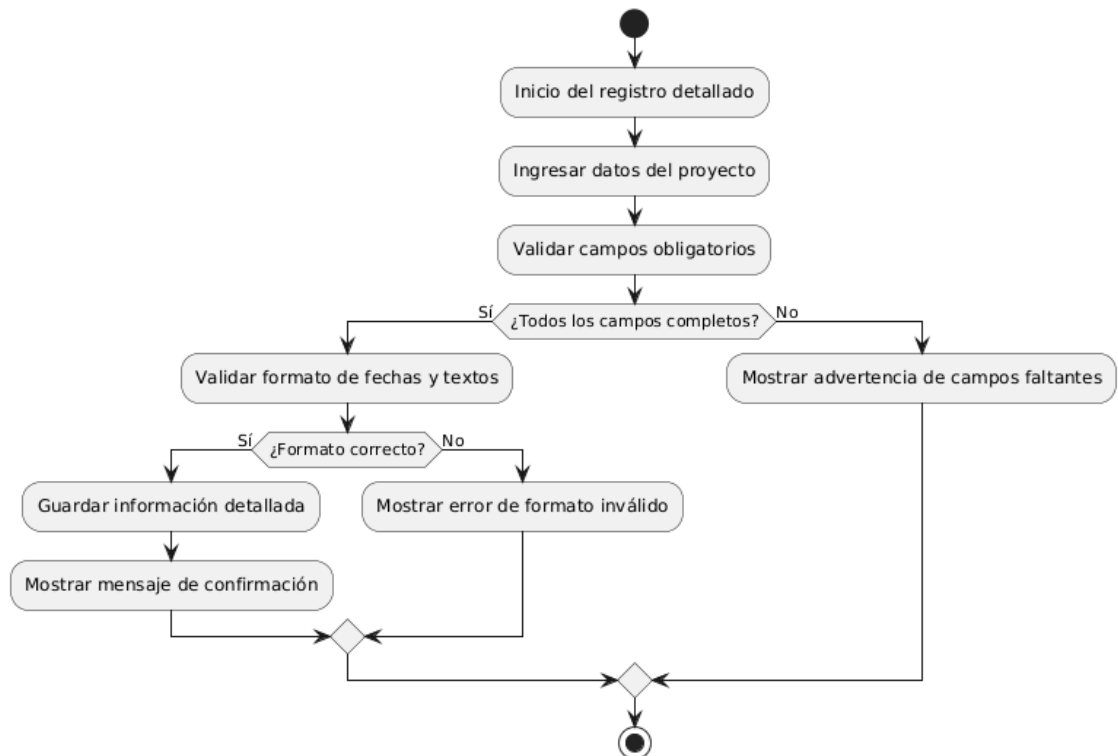 Inicio del registro detallado
Ingresar datos del proyecto
Validar campos obligatorios
Sí
¿Todos los campos completos?
No
Validar formato de fechas y textos
Mostrar advertencia de campos faltantes
Sí
¿Formato correcto?
No
Guardar información detallada
Mostrar error de formato inválido
Mostrar mensaje de confirmación